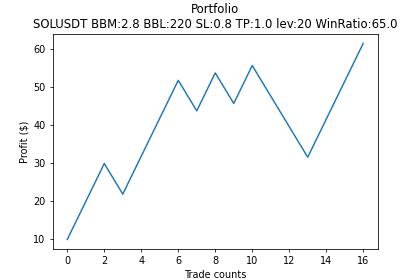 Portfolio
SOLUSDT BBM:2.8 BBL:220 SL:0.8 TP:1.0 lev:20 WinRatio:65.0
60
50
40
30
20
10
Profit ($)
0 2 4 6 8 10 12 14 16
Trade counts